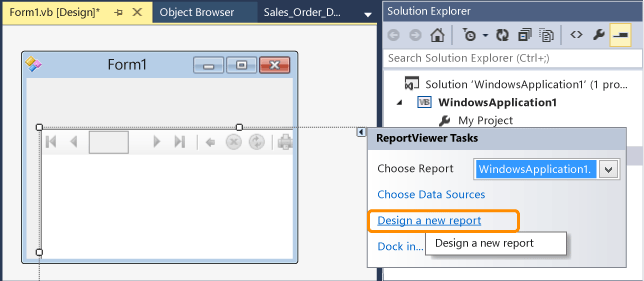 Form1.vb [Design]*
Object Browser
Sales_Order_D...
Solution Explorer
Search Solution Explorer (Ctrl+;)
Form1
Solution 'WindowsApplication1' (1 pro...
VB WindowsApplication1
My Project
ReportViewer Tasks
Choose Report WindowsApplication1.
Choose Data Sources
Design a new report
Dock in...
Design a new report